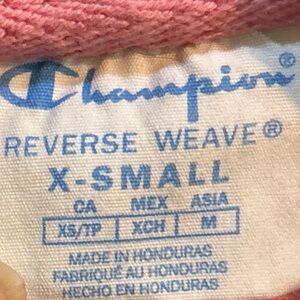 Champion®
REVERSE WEAVE®
X-SMALL
CA MEX ASIA
XS/TP XCH M
MADE IN HONDURAS
FABRIQUÉ AU HONDURAS
HECHO EN HONDURAS